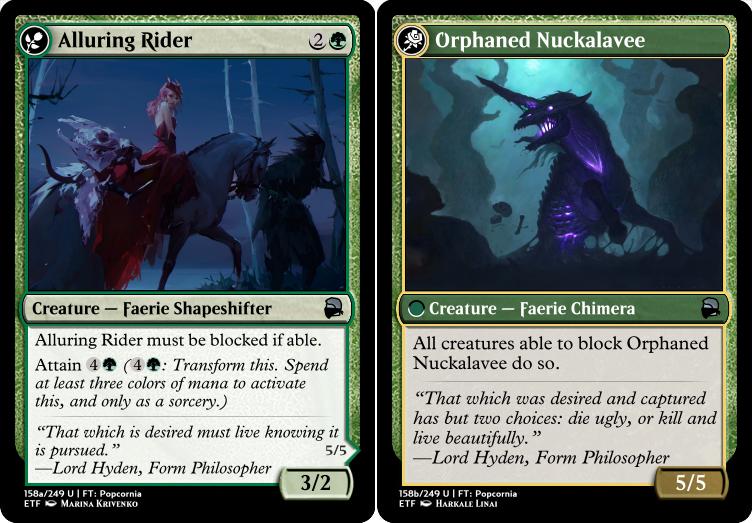 Alluring Rider 2
Creature — Faerie Shapeshifter
Alluring Rider must be blocked if able.
Attain 4 (4: Transform this. Spend
at least three colors of mana to activate
this, and only as a sorcery.)
"That which is desired must live knowing it
is pursued."
—Lord Hyden, Form Philosopher
5/5
3/2
158a/249 U | FT: Popcornia
ETF Marina Krivenko
Orphaned Nuckalavee
Creature — Faerie Chimera
All creatures able to block Orphaned
Nuckalavee do so.
"That which was desired and captured
has but two choices: die ugly, or kill and
live beautifully."
—Lord Hyden, Form Philosopher
5/5
158b/249 U | FT: Popcornia
ETF Harkale Linai